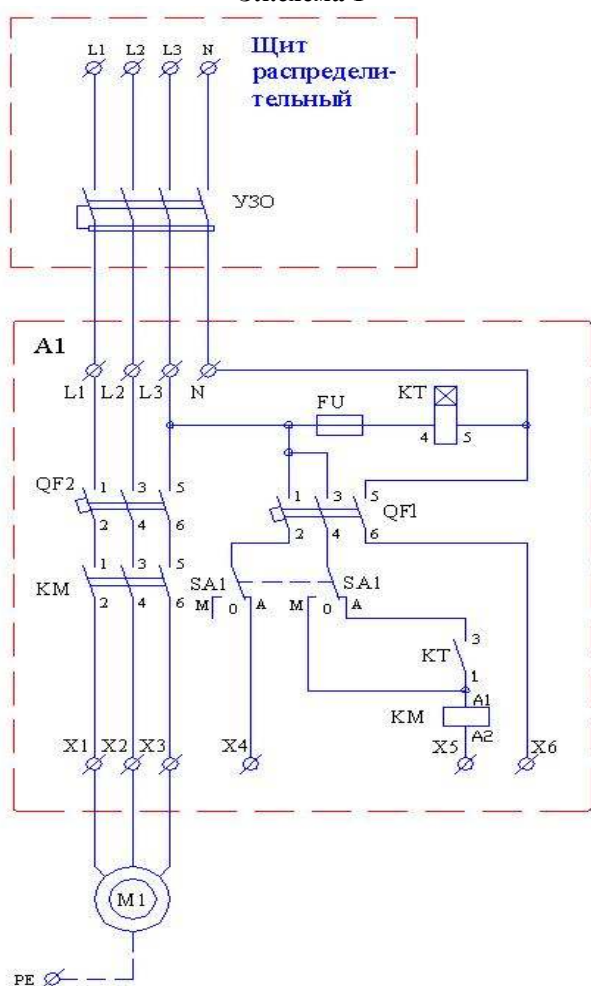 L1 L2 L3 N
Щит
распредели-
тельный
УЗО
A1
L1 L2 L3 N
FU
KT
4 5
QF2
1 3 5
2 4 6
1 3 5
2 4 6
QF1
KM
1 3 5
2 4 6
SA1
SA1
M 0 A
M 0 A
3
KT
1
A1
KM
A2
X1 X2 X3 X4 X5 X6
M1
PE